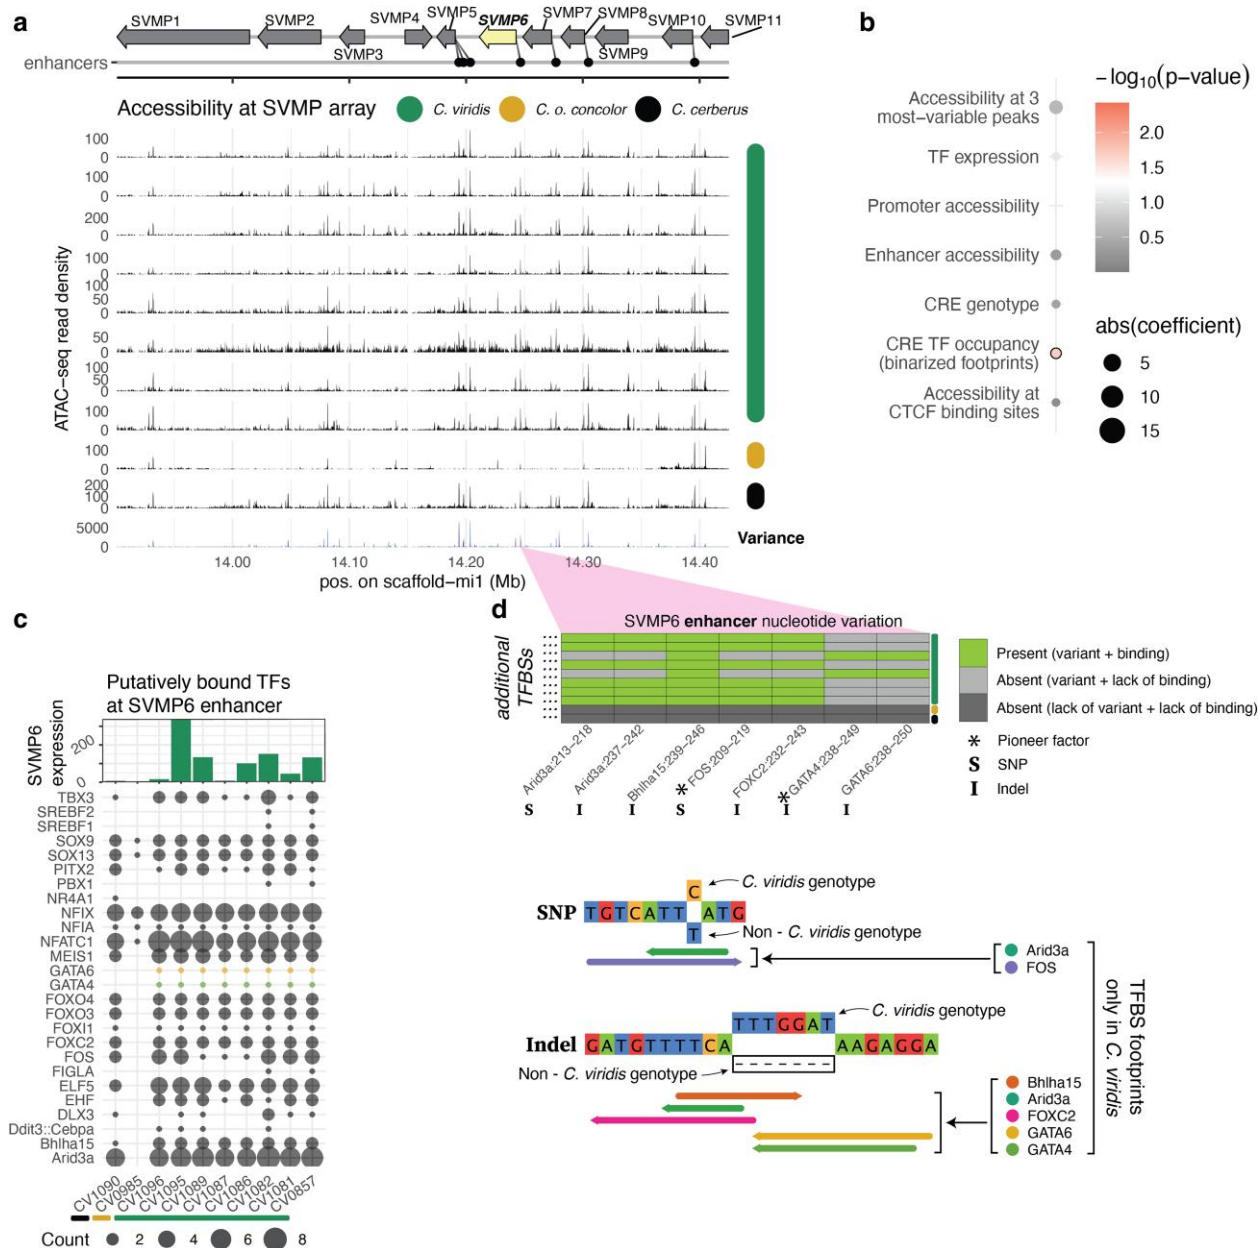 a
SVMP1
SVMP2
SVMP3
SVMP4
SVMP5
SVMP6
SVMP7
SVMP8
SVMP9
SVMP10
SVMP11
enhancers
Accessibility at SVMP array
C. viridis
C. o. concolor
C. cerberus
ATAC-seq read density
100
0
100
0
200
0
100
0
100
50
0
50
0
100
50
0
100
0
100
0
200
100
0
5000
0
Variance
14.00
14.10
14.20
14.30
14.40
pos. on scaffold-mi1 (Mb)
b
Accessibility at 3
most-variable peaks
TF expression
Promoter accessibility
Enhancer accessibility
CRE genotype
CRE TF occupancy
(binarized footprints)
Accessibility at
CTCF binding sites
−log10(p-value)
2.0
1.5
1.0
0.5
abs(coefficient)
5
10
15
c
Putatively bound TFs
at SVMP6 enhancer
SVMP6
expression
200
0
TBX3
SREBF2
SREBF1
SOX9
SOX13
PITX2
PBX1
NR4A1
NFIX
NFIA
NFATC1
MEIS1
GATA6
GATA4
FOXO4
FOXO3
FOXI1
FOXC2
FOS
FIGLA
ELF5
EHF
DLX3
Ddit3::Cebpa
Bhlha15
Arid3a
CV1090
CV0985
CV1096
CV1095
CV1089
CV1087
CV1086
CV1082
CV1081
CV0857
Count
2
4
6
8
d
SVMP6 enhancer nucleotide variation
additional
TFBSs
Arid3a:213–218
Arid3a:237–242
Bhlha15:239–246
* FOS:209–219
FOXC2:232–243
* GATA4:238–249
GATA6:238–250
S I I S I I I
Present (variant + binding)
Absent (variant + lack of binding)
Absent (lack of variant + lack of binding)
* Pioneer factor
S SNP
I Indel
C
C. viridis genotype
SNP TGTCATT ATG
T
Non - C. viridis genotype
Arid3a
FOS
TTTGGAT
C. viridis genotype
Indel GATGTTTTCA AAGAGGA
------
Non - C. viridis genotype
Bhlha15
Arid3a
FOXC2
GATA6
GATA4
TFBS footprints
only in C. viridis